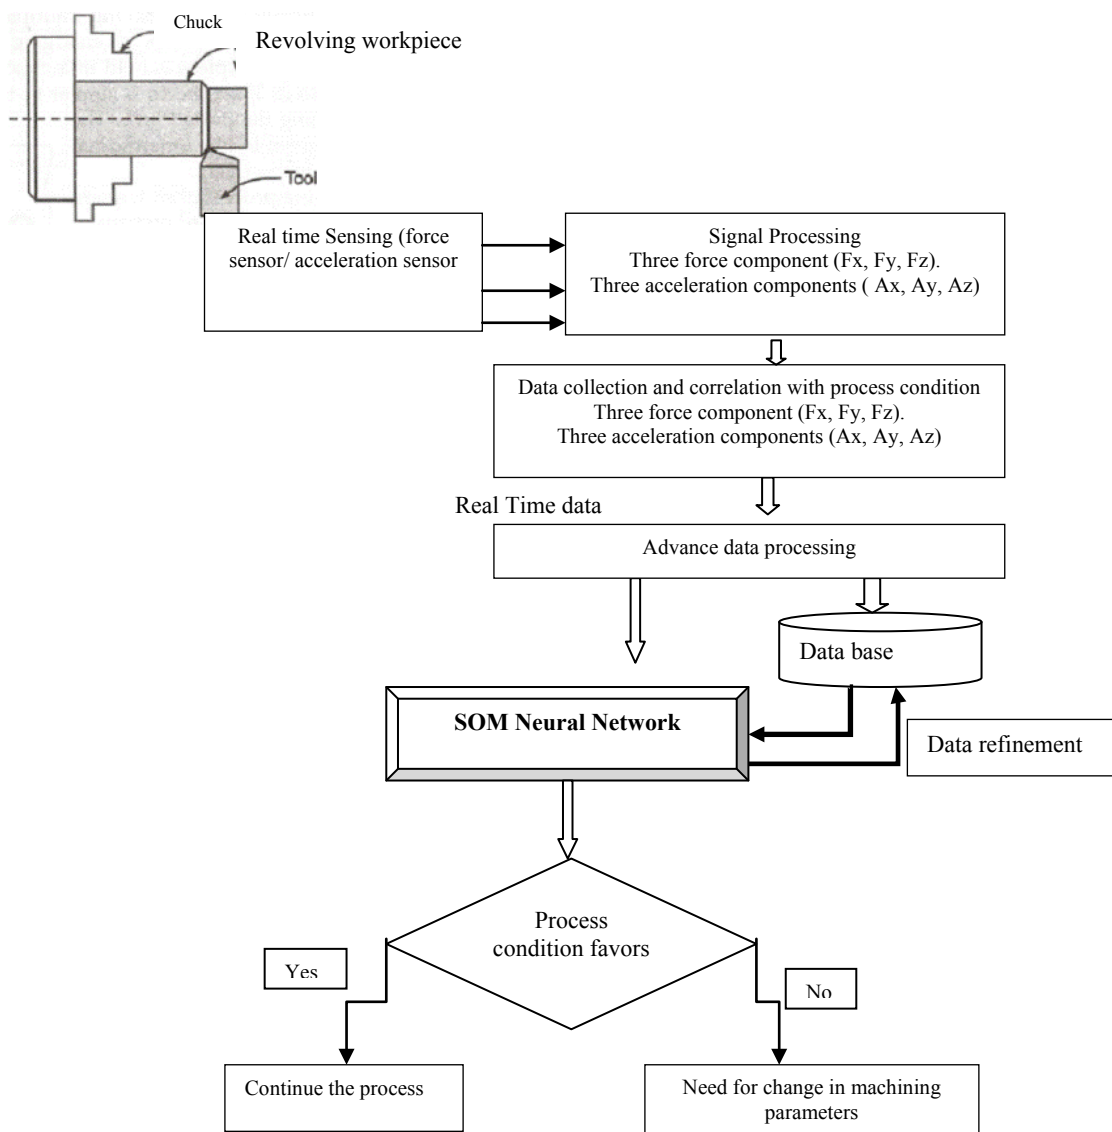 Chuck
Revolving workpiece
Tool
Real time Sensing (force
sensor/ acceleration sensor
Signal Processing
Three force component (Fx, Fy, Fz).
Three acceleration components ( Ax, Ay, Az)
Data collection and correlation with process condition
Three force component (Fx, Fy, Fz).
Three acceleration components (Ax, Ay, Az)
Real Time data
Advance data processing
Data base
SOM Neural Network
Data refinement
Process
condition favors
Yes
No
Continue the process
Need for change in machining
parameters